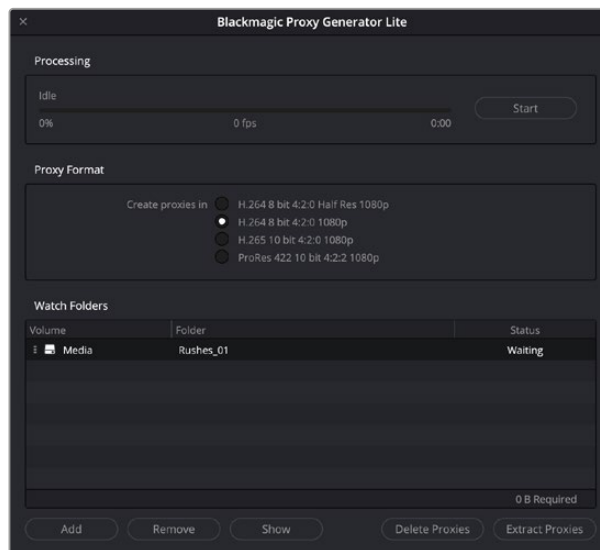 Blackmagic Proxy Generator Lite
Processing
Idle
Start
0% 0 fps 0:00
Proxy Format
Create proxies in H.264 8 bit 4:2:0 Half Res 1080p
H.264 8 bit 4:2:0 1080p
H.265 10 bit 4:2:0 1080p
ProRes 422 10 bit 4:2:2 1080p
Watch Folders
Volume Folder Status
Media Rushes_01 Waiting
0 B Required
Add Remove Show Delete Proxies Extract Proxies